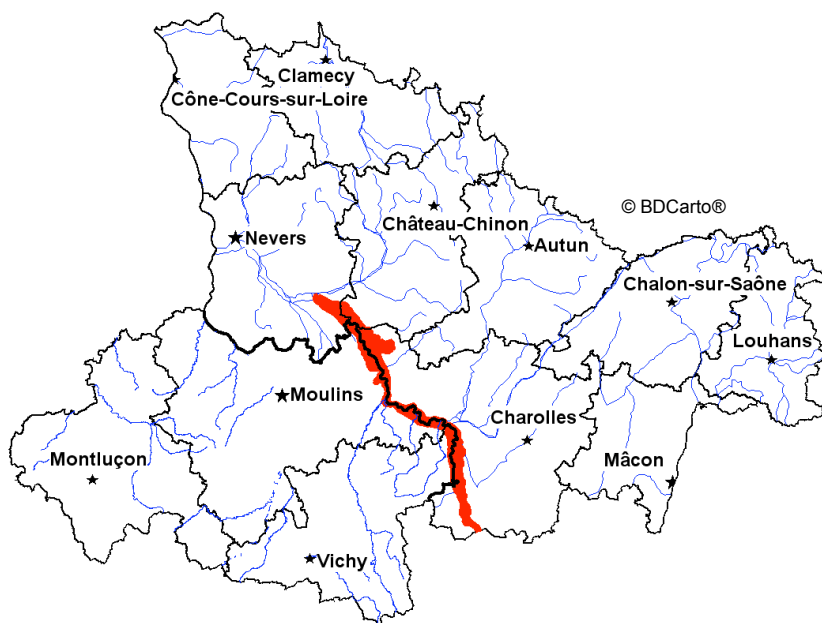 Clamecy
Cône-Cours-sur-Loire
© BDCarto®
Château-Chinon
Nevers
Autun
Chalon-sur-Saône
Louhans
Moulins
Charolles
Montluçon
Mâcon
Vichy